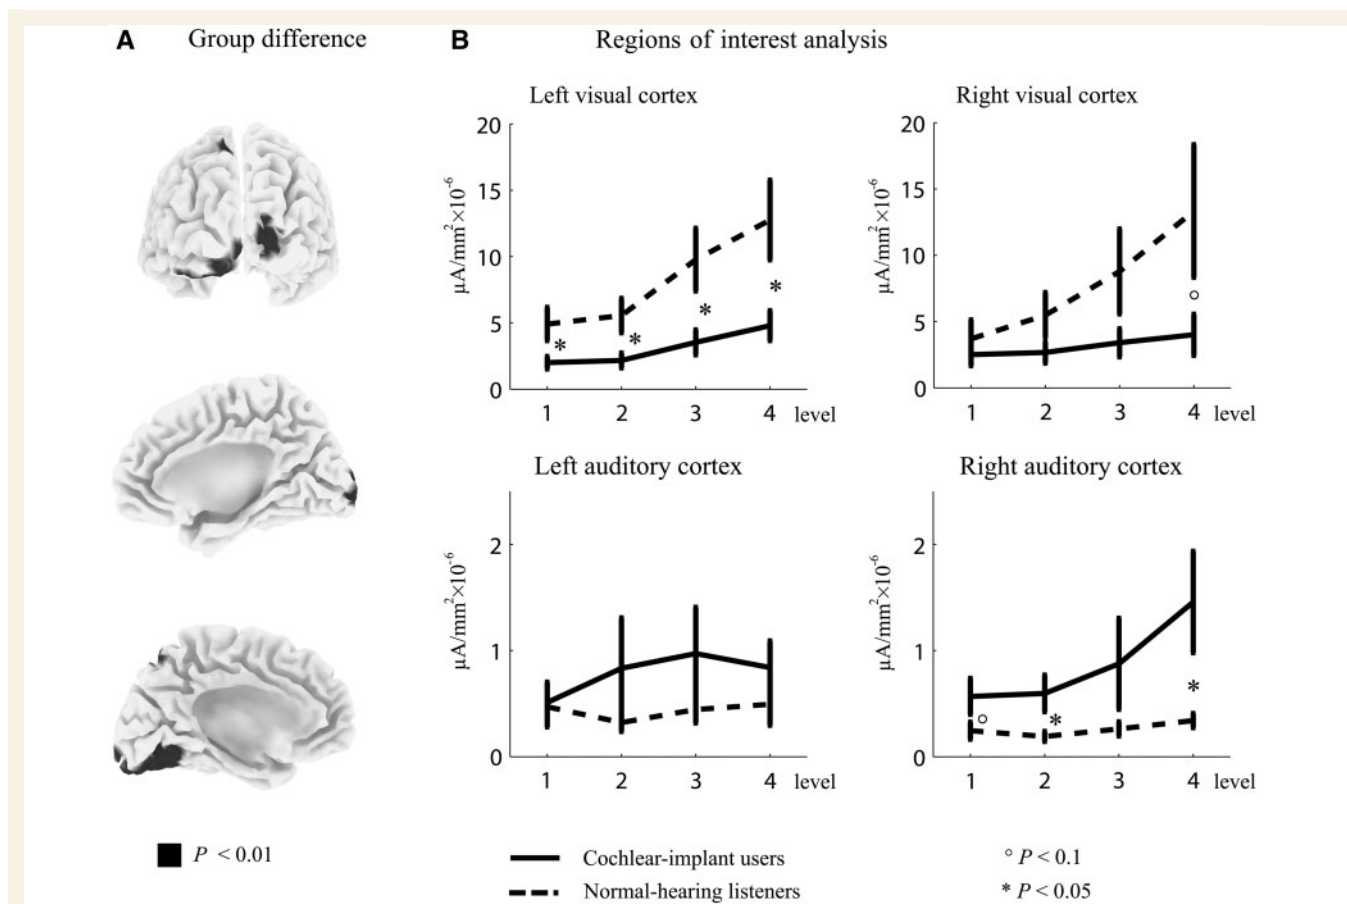 A Group difference
B Regions of interest analysis
Left visual cortex
20
15
10
5
0
µA/mm²×10⁻⁶
1 2 3 4 level
* * * *
Right visual cortex
20
15
10
5
0
µA/mm²×10⁻⁶
1 2 3 4 level
°
Left auditory cortex
2
1
0
µA/mm²×10⁻⁶
1 2 3 4 level
Right auditory cortex
2
1
0
µA/mm²×10⁻⁶
1 2 3 4 level
° * *
P < 0.01
Cochlear-implant users
Normal-hearing listeners
° P < 0.1
* P < 0.05